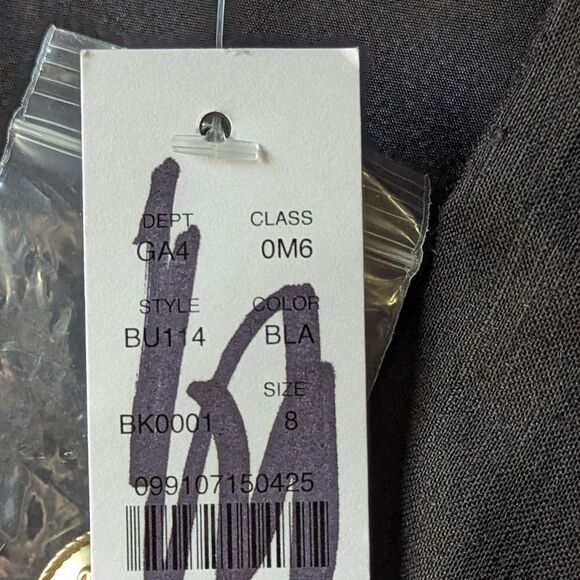 DEPT CLASS
GA4 0M6
STYLE COLOR
BU114 BLA
SIZE
BK0001 8
099107150425